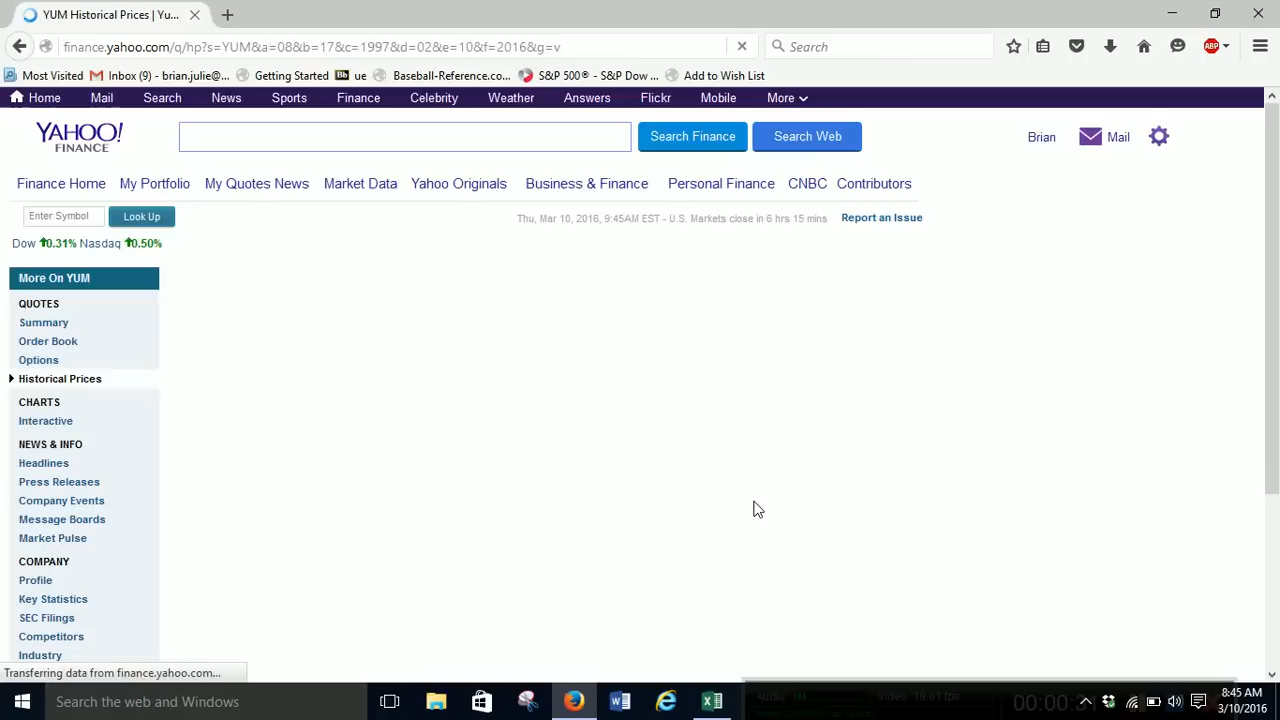 YUM Historical Prices | Yu...
finance.yahoo.com/q/hp?s=YUM&a=08&b=17&c=1997&d=02&e=10&f=2016&g=v
Search
ABP
Most Visited Inbox (9) - brian.julie@... Getting Started Bb ue Baseball-Reference.co... S&P 500® - S&P Dow ... Add to Wish List
Home Mail Search News Sports Finance Celebrity Weather Answers Flickr Mobile More
YAHOO!
FINANCE
Search Finance Search Web
Brian Mail
Finance Home My Portfolio My Quotes News Market Data Yahoo Originals Business & Finance Personal Finance CNBC Contributors
Enter Symbol Look Up
Thu, Mar 10, 2016, 9:45AM EST - U.S. Markets close in 6 hrs 15 mins Report an Issue
Dow 0.31% Nasdaq 0.50%
More On YUM
QUOTES
Summary
Order Book
Options
Historical Prices
CHARTS
Interactive
NEWS & INFO
Headlines
Press Releases
Company Events
Message Boards
Market Pulse
COMPANY
Profile
Key Statistics
SEC Filings
Competitors
Industry
Transferring data from finance.yahoo.com...
Search the web and Windows
8:45 AM
3/10/2016